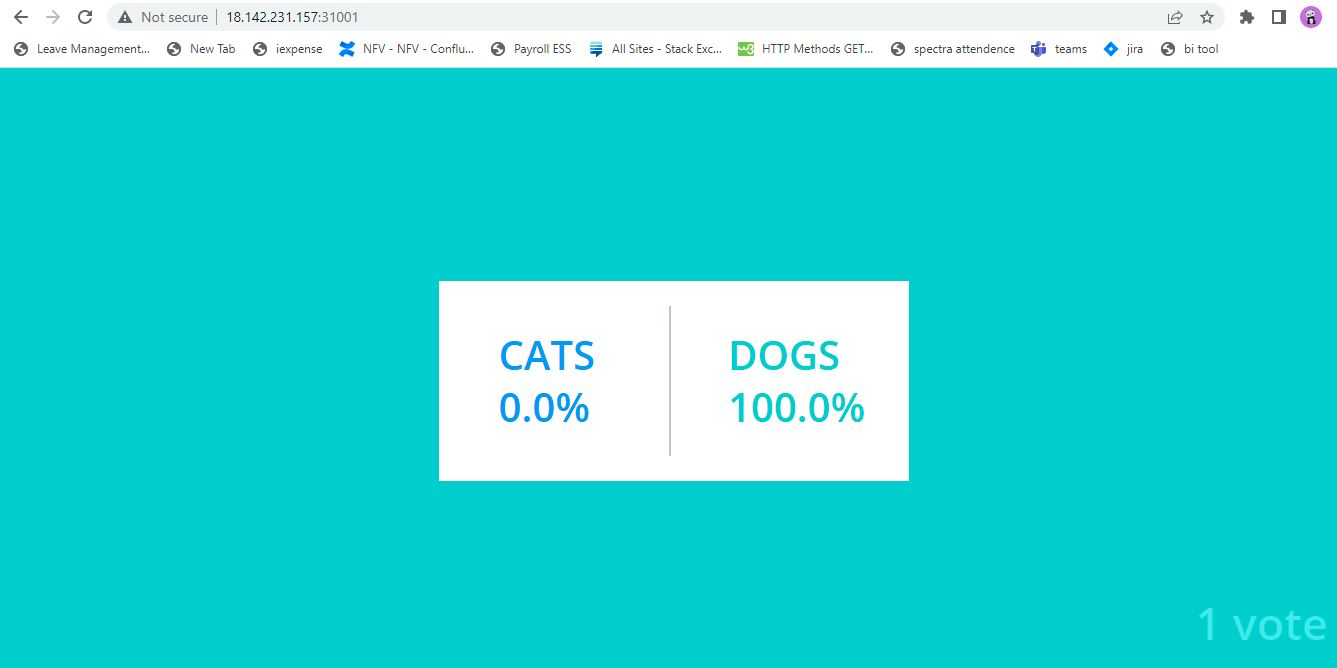 Not secure 18.142.231.157:31001
Leave Management... New Tab iexpense NFV - NFV - Conflu... Payroll ESS All Sites - Stack Exc... HTTP Methods GET... spectra attendence teams jira bi tool
CATS
0.0%
DOGS
100.0%
1 vote